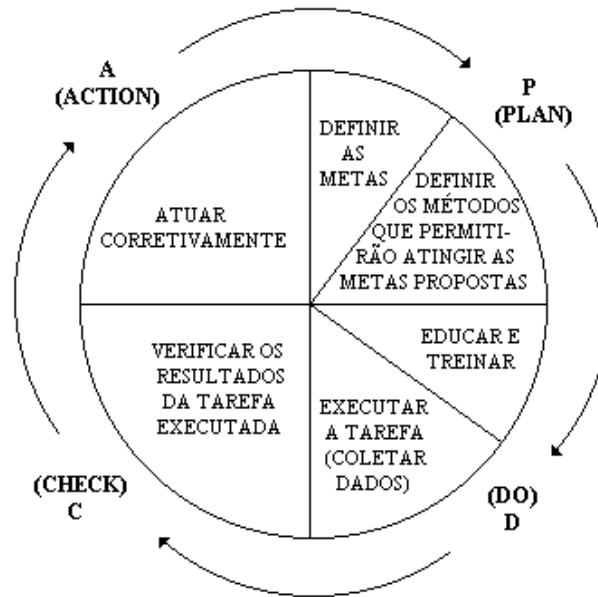 A
(ACTION)
P
(PLAN)
DEFINIR
AS
METAS
DEFINIR
OS MÉTODOS
QUE PERMITI-
RÃO ATINGIR AS
METAS PROPOSTAS
ATUAR
CORRETIVAMENTE
EDUCAR E
TREINAR
VERIFICAR OS
RESULTADOS
DA TAREFA
EXECUTADA
EXECUTAR
A TAREFA
(COLETAR
DADOS)
(CHECK)
C
(DO)
D